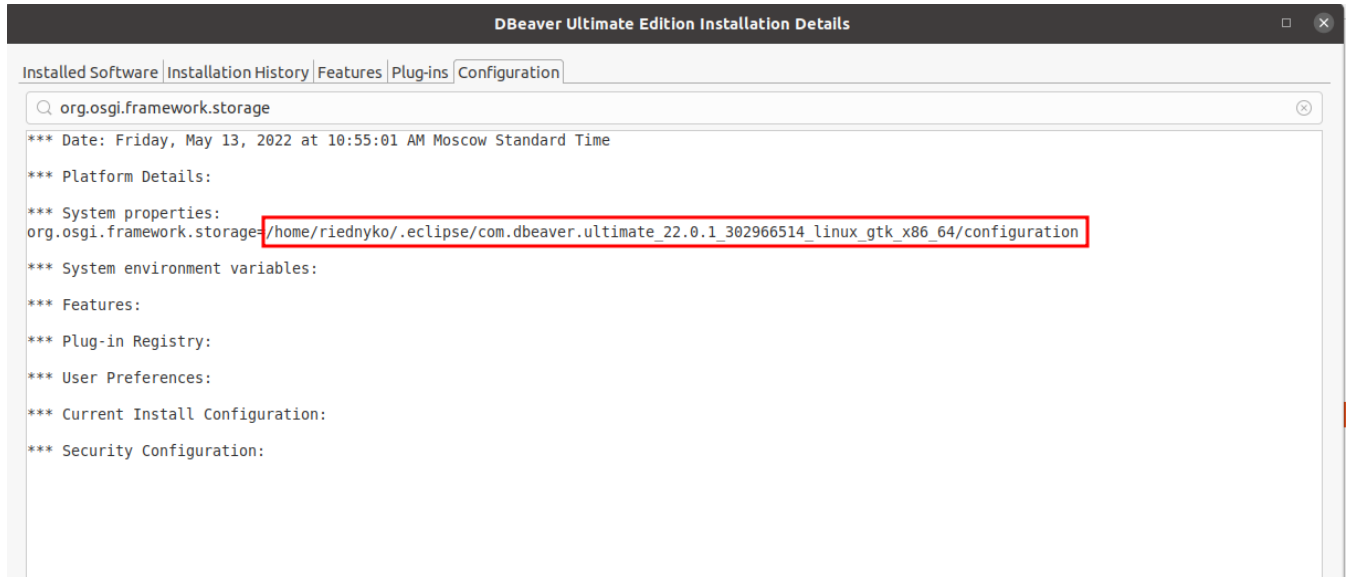 DBeaver Ultimate Edition Installation Details
Installed Software Installation History Features Plug-ins Configuration
org.osgi.framework.storage
*** Date: Friday, May 13, 2022 at 10:55:01 AM Moscow Standard Time
*** Platform Details:
*** System properties:
org.osgi.framework.storage=/home/riednyko/.eclipse/com.dbeaver.ultimate_22.0.1_302966514_linux_gtk_x86_64/configuration
*** System environment variables:
*** Features:
*** Plug-in Registry:
*** User Preferences:
*** Current Install Configuration:
*** Security Configuration: